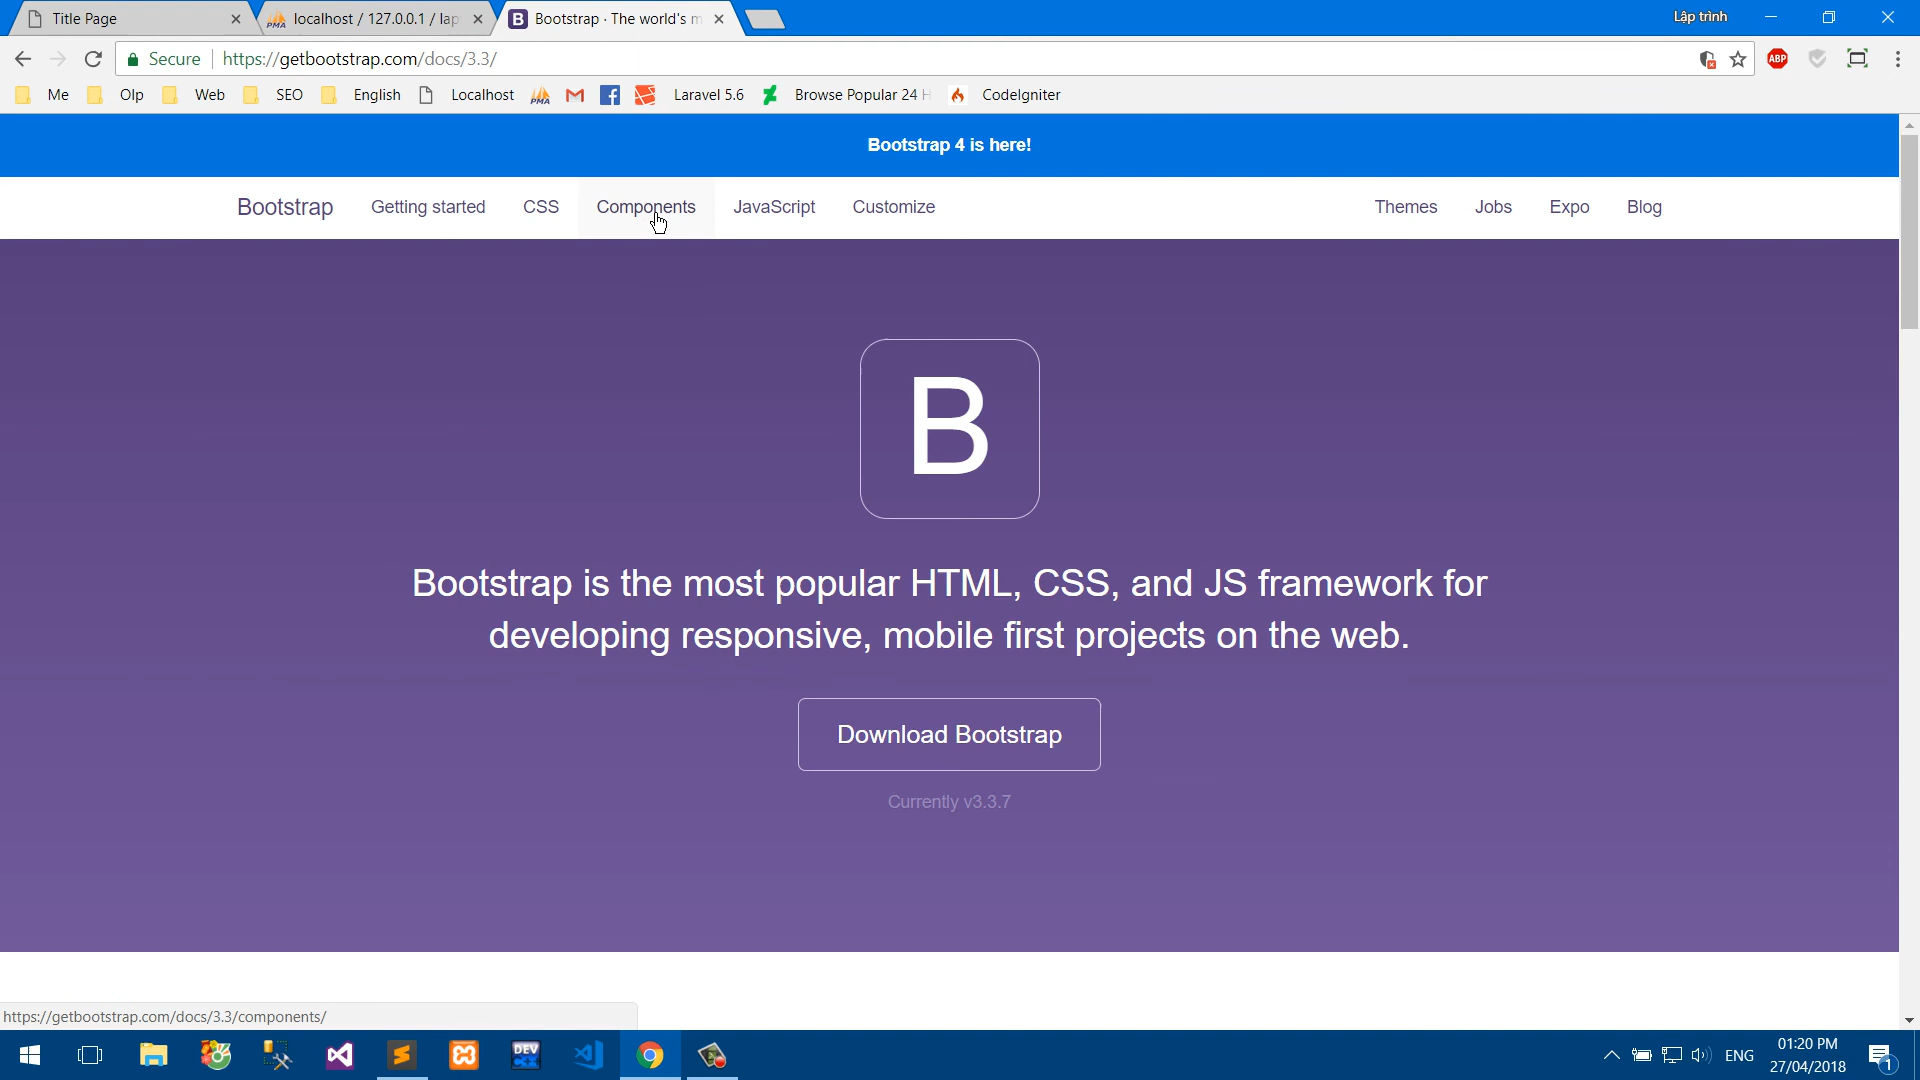 Title Page
localhost / 127.0.0.1 / lap
Bootstrap · The world's m
Lập trình
Secure
https://getbootstrap.com/docs/3.3/
ABP
Me
Olp
Web
SEO
English
Localhost
PMA
Laravel 5.6
Browse Popular 24 H
CodeIgniter
Bootstrap 4 is here!
Bootstrap
Getting started
CSS
Components
JavaScript
Customize
Themes
Jobs
Expo
Blog
B
Bootstrap is the most popular HTML, CSS, and JS framework for
developing responsive, mobile first projects on the web.
Download Bootstrap
Currently v3.3.7
https://getbootstrap.com/docs/3.3/components/
DEV
ENG
01:20 PM
27/04/2018
1